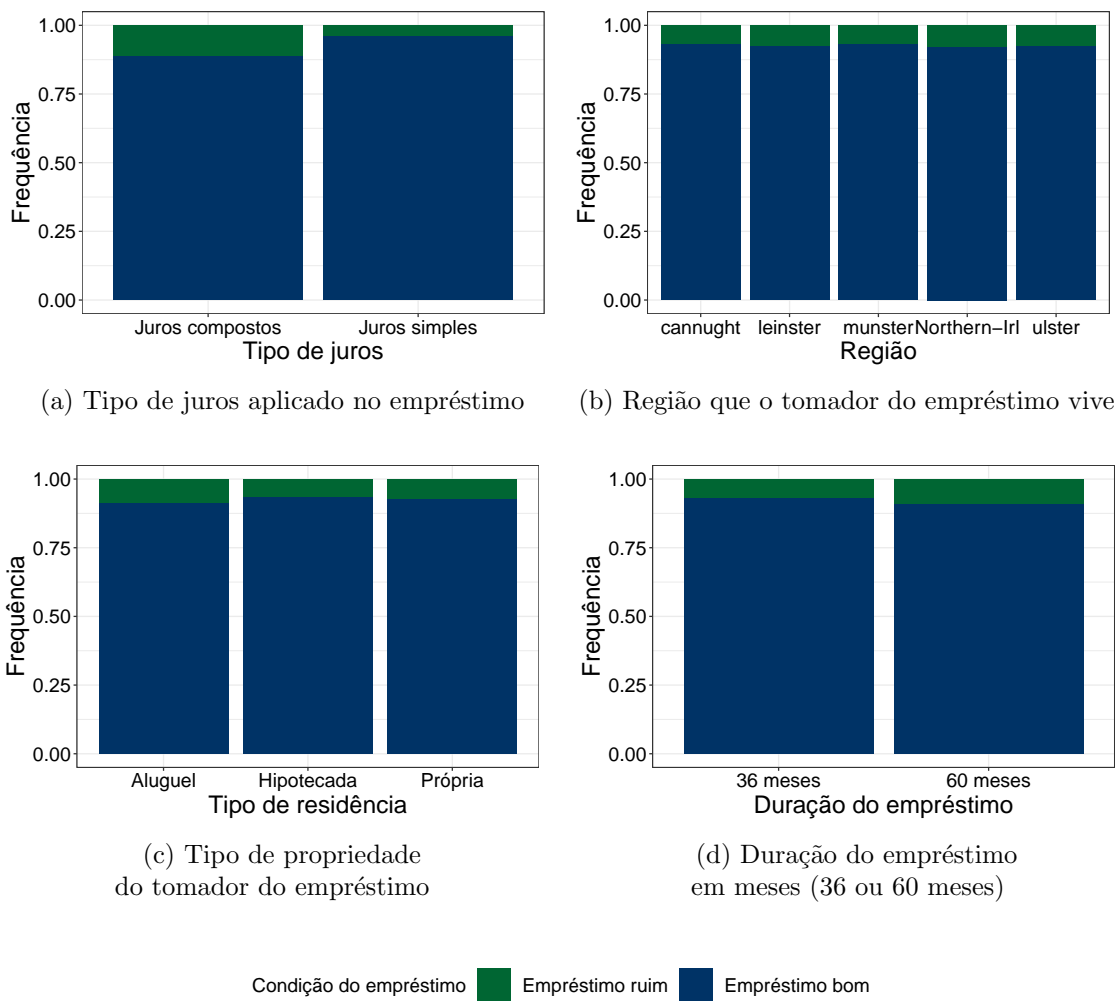 1.00
0.75
0.50
0.25
0.00
Frequência
Juros compostos
Juros simples
Tipo de juros
(a) Tipo de juros aplicado no empréstimo
1.00
0.75
0.50
0.25
0.00
Frequência
cannught
leinster
munster
Northern−Irl
ulster
Região
(b) Região que o tomador do empréstimo vive
1.00
0.75
0.50
0.25
0.00
Frequência
Aluguel
Hipotecada
Própria
Tipo de residência
(c) Tipo de propriedade
do tomador do empréstimo
1.00
0.75
0.50
0.25
0.00
Frequência
36 meses
60 meses
Duração do empréstimo
(d) Duração do empréstimo
em meses (36 ou 60 meses)
Condição do empréstimo Empréstimo ruim Empréstimo bom